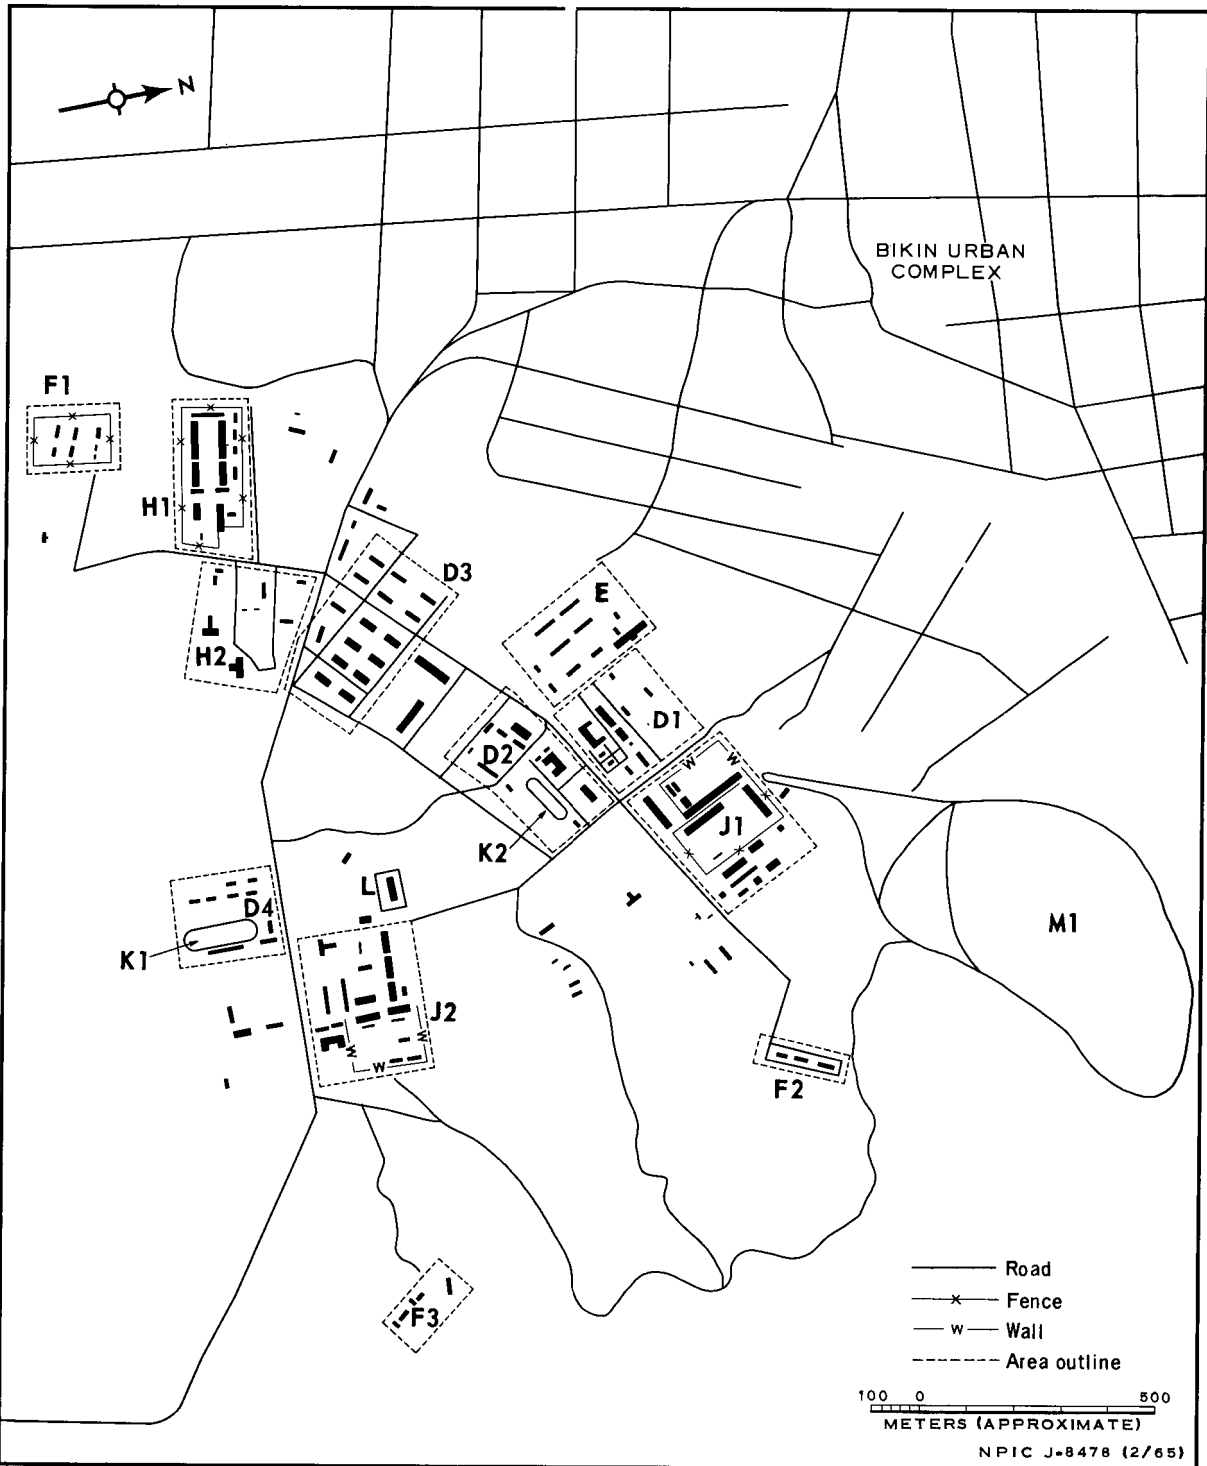 N
BIKIN URBAN
COMPLEX
F1
H1
D3
E
H2
D1
D2
J1
K2
L
D4
M1
K1
J2
F2
F3
Road
x Fence
W Wall
Area outline
100 0 500
METERS (APPROXIMATE)
NPIC J-8478 (2/65)
W
W
W
W
W